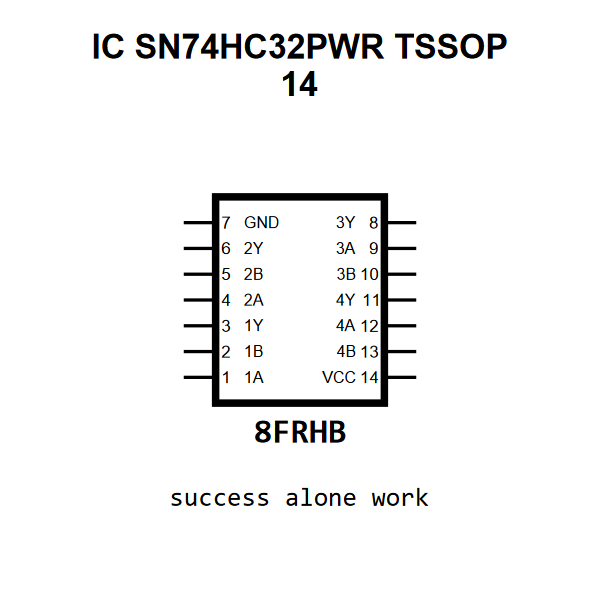 IC SN74HC32PWR TSSOP
14
7 GND 3Y 8
6 2Y 3A 9
5 2B 3B 10
4 2A 4Y 11
3 1Y 4A 12
2 1B 4B 13
1 1A VCC 14
8FRHB
success alone work